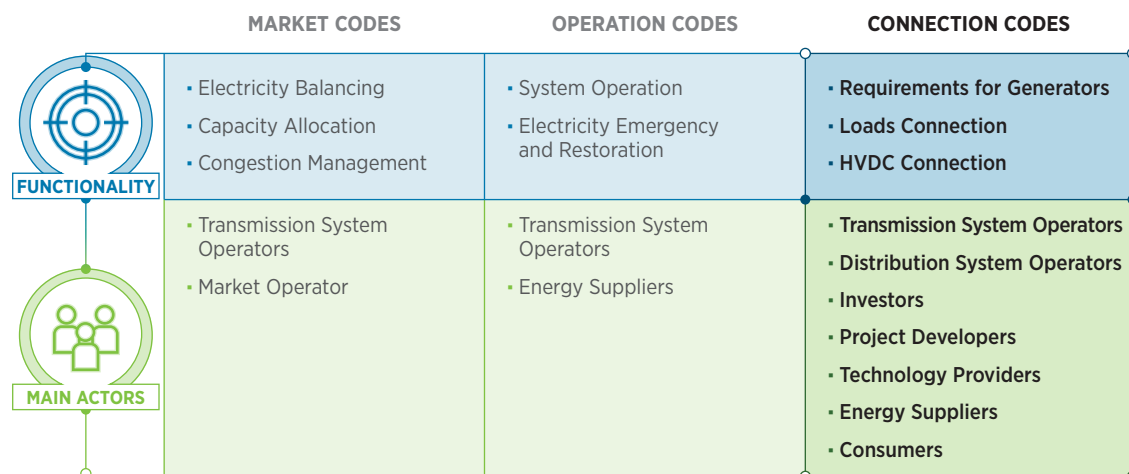 MARKET CODES
OPERATION CODES
CONNECTION CODES
FUNCTIONALITY
▪ Electricity Balancing
▪ Capacity Allocation
▪ Congestion Management
▪ System Operation
▪ Electricity Emergency
and Restoration
▪ Requirements for Generators
▪ Loads Connection
▪ HVDC Connection
MAIN ACTORS
▪ Transmission System
Operators
▪ Market Operator
▪ Transmission System
Operators
▪ Energy Suppliers
▪ Transmission System Operators
▪ Distribution System Operators
▪ Investors
▪ Project Developers
▪ Technology Providers
▪ Energy Suppliers
▪ Consumers